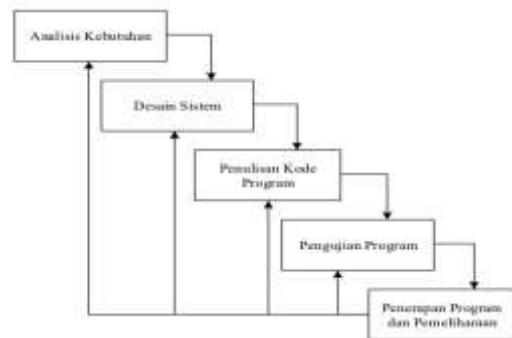 Analisis Kebutuhan
Desain Sistem
Penulisan Kode
Program
Pengujian Program
Penerapan Program
dan Pemeliharaan